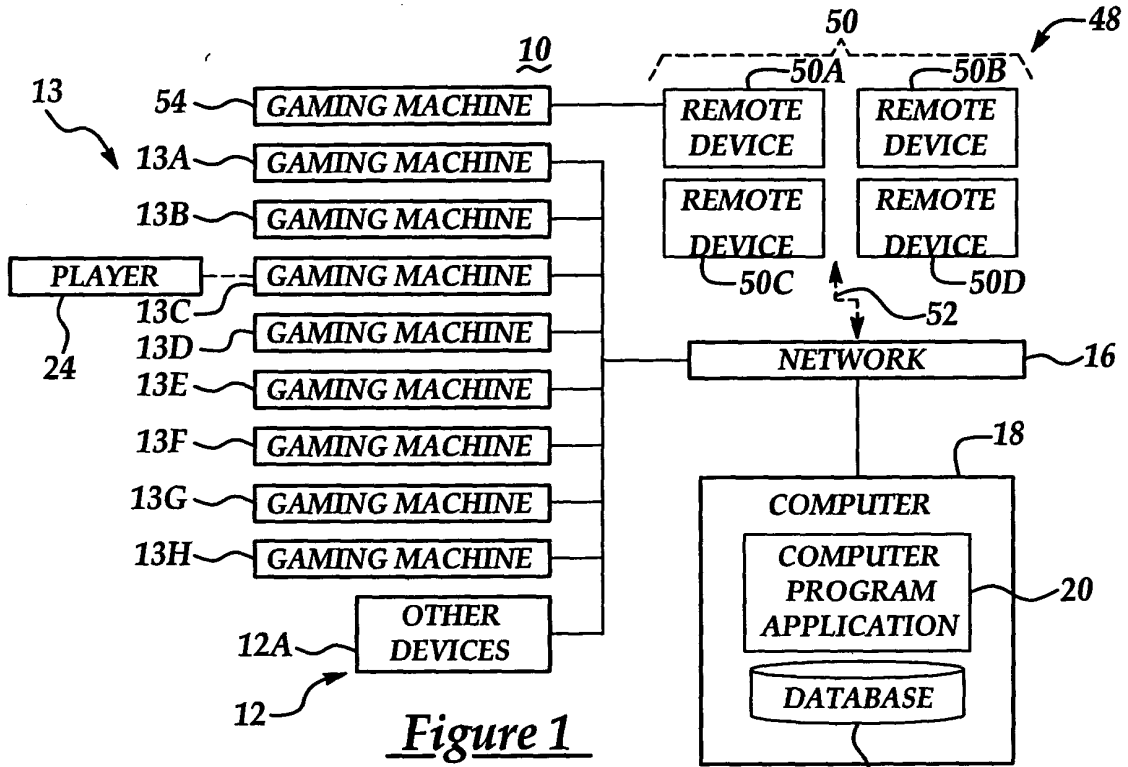 10
50
48
50A
50B
13
54
GAMING MACHINE
REMOTE
DEVICE
REMOTE
DEVICE
13A
GAMING MACHINE
13B
GAMING MACHINE
REMOTE
DEVICE
REMOTE
DEVICE
PLAYER
GAMING MACHINE
50C
50D
13C
52
24
13D
GAMING MACHINE
NETWORK
16
13E
GAMING MACHINE
13F
GAMING MACHINE
18
13G
GAMING MACHINE
COMPUTER
13H
GAMING MACHINE
COMPUTER
PROGRAM
APPLICATION
20
OTHER
DEVICES
12A
12
DATABASE
Figure 1